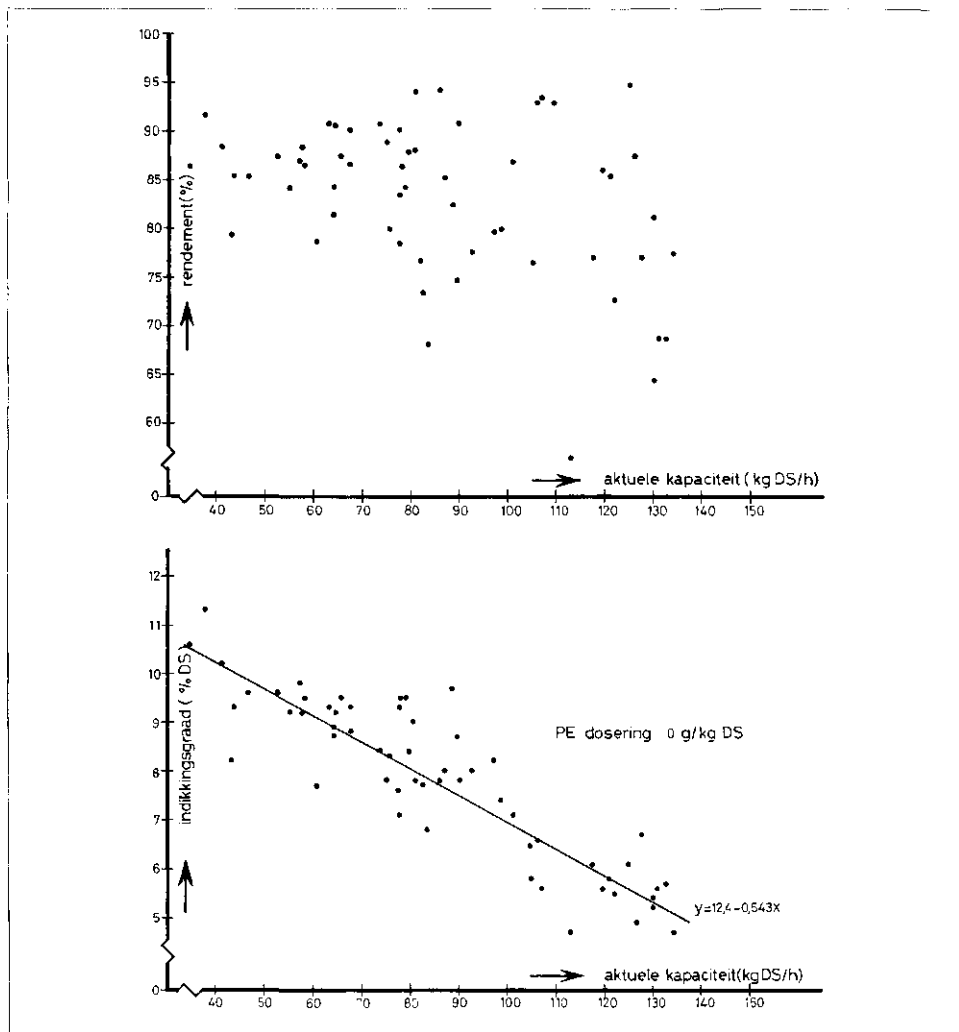 100
95
90
85
80
75
70
65
60
0
rendement (%)
aktuele kapaciteit (kg DS/h)
40 50 60 70 80 90 100 110 120 130 140 150
12
11
10
9
8
7
6
5
0
indikkingsgraad ( % DS
PE dosering 0 g/kg DS
y=12,4-0,543x
aktuele kapaciteit(kgDS/h)
40 50 60 70 80 90 100 110 120 130 140 150